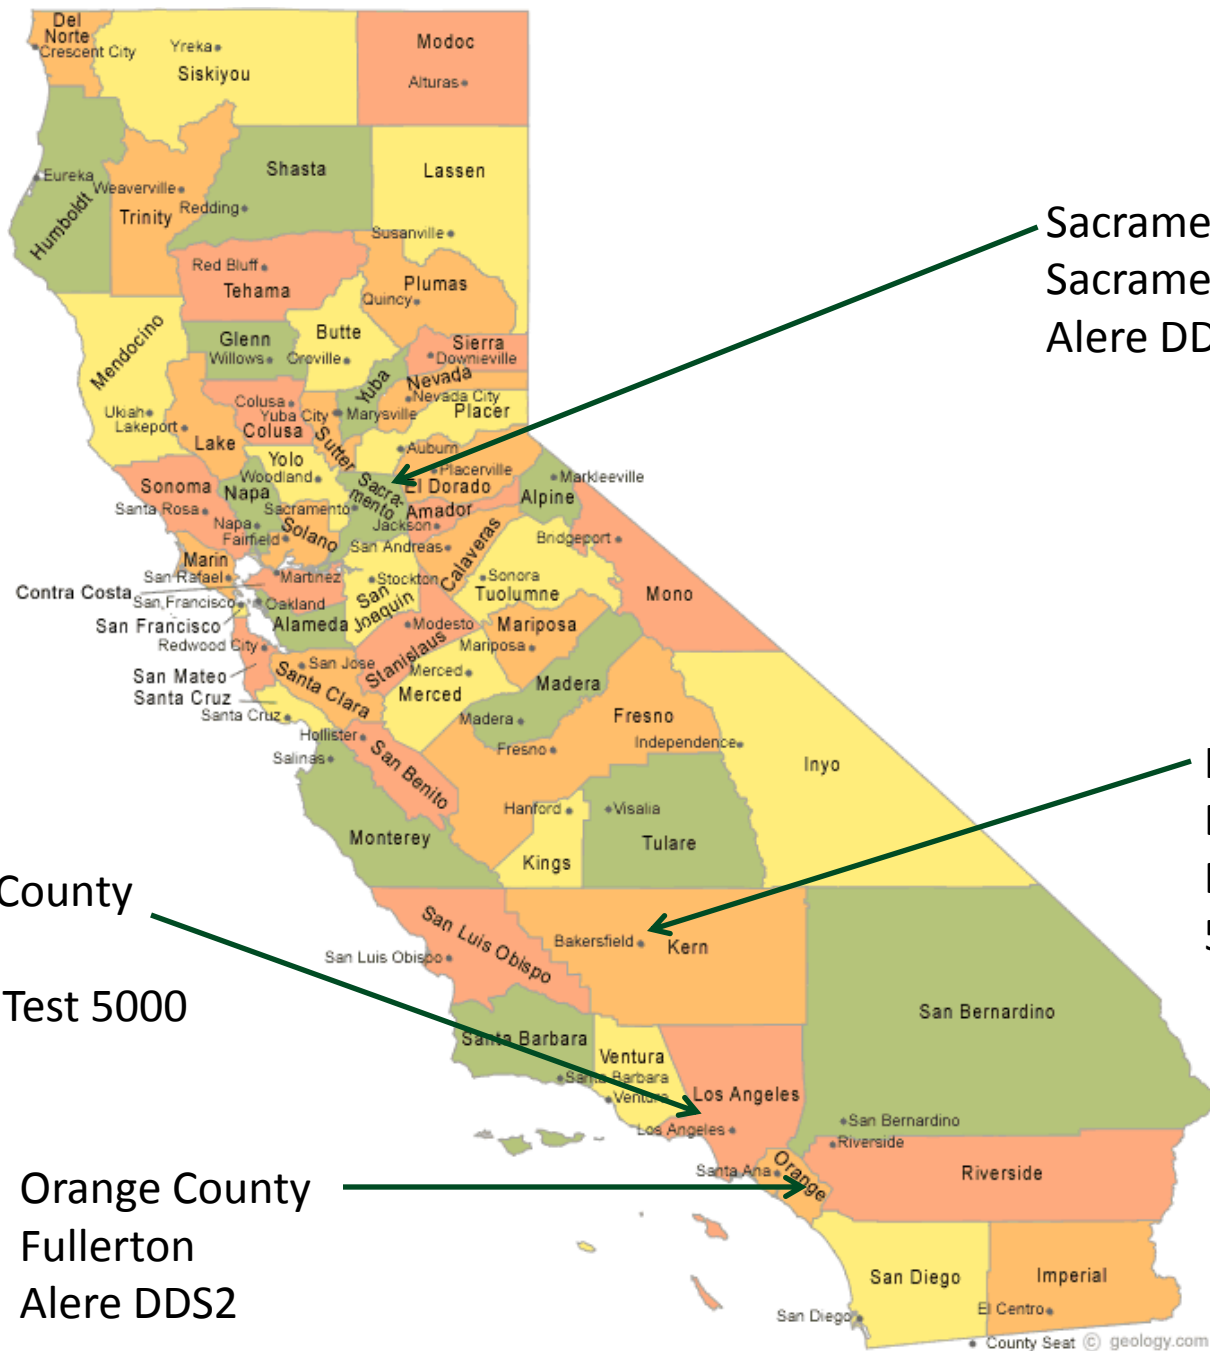 Del
Norte
Crescent City
Yreka
Siskiyou
Modoc
Alturas
Eureka
Humboldt
Weaverville
Trinity
Shasta
Redding
Lassen
Susanville
Red Bluff
Tehama
Plumas
Quincy
Mendocino
Glenn
Willows
Butte
Oroville
Sierra
Downieville
Yuba
Nevada
Nevada City
Colusa
Yuba City
Marysville
Placer
Ukiah
Lakeport
Lake
Colusa
Sutter
Auburn
Yolo
Woodland
Placerville
El Dorado
Markleeville
Alpine
Sonoma
Santa Rosa
Napa
Sacramento
Sacra-
mento
Amador
Jackson
Napa
Fairfield
Solano
San Andreas
Calaveras
Bridgeport
Marin
San Rafael
Martinez
Stockton
Sonora
Tuolumne
Mono
Contra Costa
San Francisco
Oakland
San
Joaquin
San Francisco
Alameda
Modesto
Mariposa
Redwood City
Stanislaus
Mariposa
San Mateo
San Jose
Santa Clara
Merced
Merced
Madera
Santa Cruz
Santa Cruz
Madera
Fresno
Hollister
Fresno
Independence
Salinas
San Benito
Inyo
Hanford
Visalia
Monterey
Kings
Tulare
San Luis Obispo
San Luis Obispo
Bakersfield
Kern
San Bernardino
Santa Barbara
Santa Barbara
Ventura
Ventura
Los Angeles
Los Angeles
San Bernardino
Riverside
Santa Ana
Orange
Riverside
San Diego
Imperial
San Diego
El Centro
County Seat © geology.com
Sacrame
Sacrame
Alere DD
County
Test 5000
5
Orange County
Fullerton
Alere DDS2